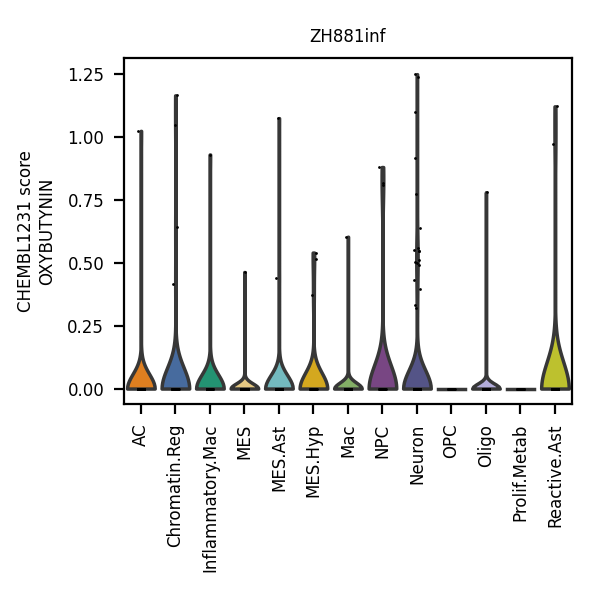 ZH881inf
CHEMBL1231 score
OXYBUTYNIN
1.25
1.00
0.75
0.50
0.25
0.00
AC
Chromatin.Reg
Inflammatory.Mac
MES
MES.Ast
MES.Hyp
Mac
NPC
Neuron
OPC
Oligo
Prolif.Metab
Reactive.Ast